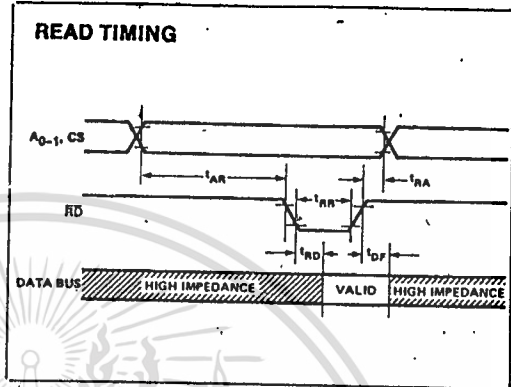 READ TIMING
A0–1, CS
tAR
tRA
tRR
RD
tRD
tDF
DATA BUS
HIGH IMPEDANCE
VALID
HIGH IMPEDANCE